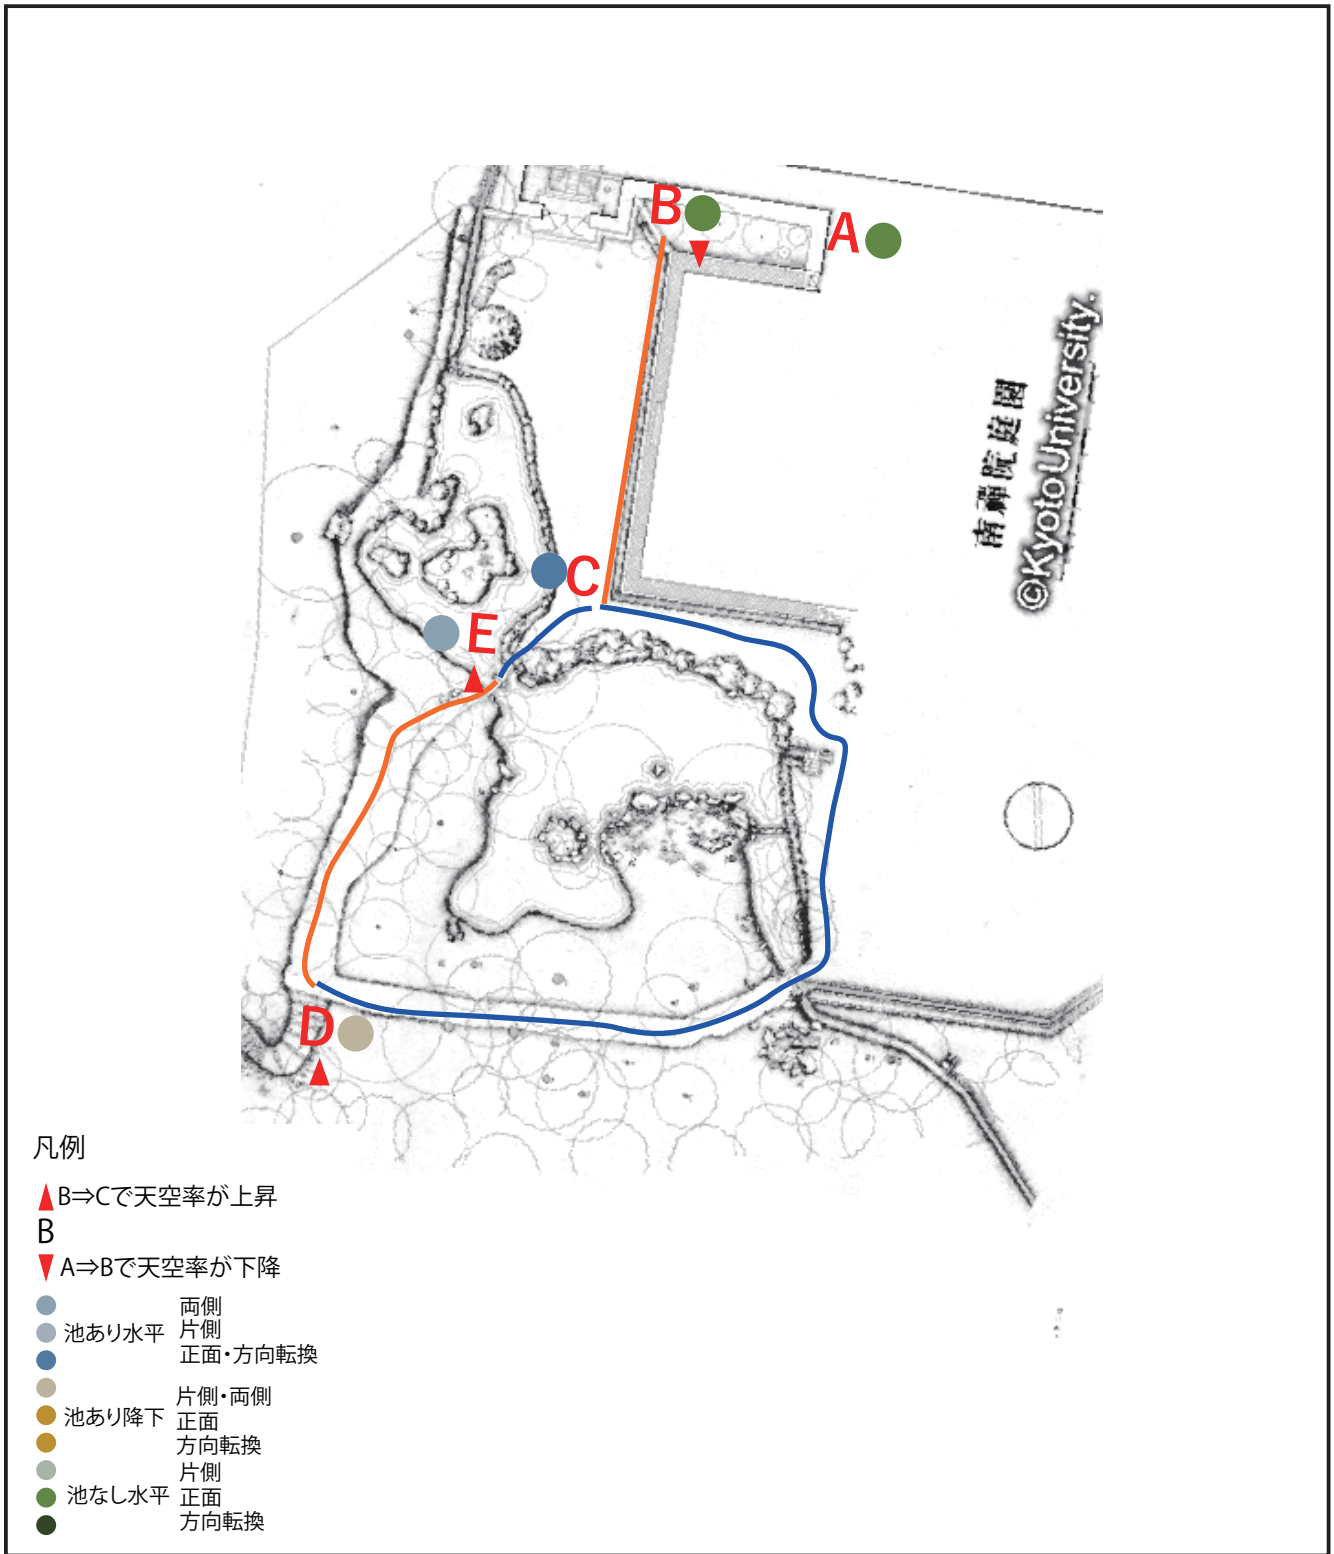 B
A
南禅院庭園
©Kyoto University.
C
E
D
凡例
B⇒Cで天空率が上昇
B
A⇒Bで天空率が下降
両側
池あり水平 片側
正面・方向転換
片側・両側
池あり降下 正面
方向転換
片側
池なし水平 正面
方向転換